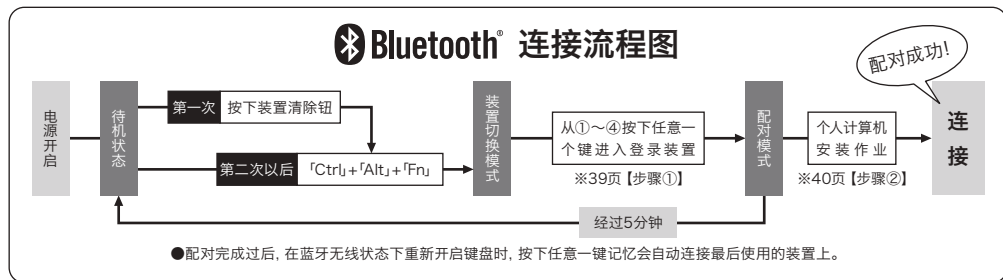 Bluetooth® 连接流程图
配对成功!
电源开启
待机状态
第一次 按下装置清除钮
第二次以后 「Ctrl」+「Alt」+「Fn」
装置切换模式
从①～④按下任意一
个键进入登录装置
※39页【步骤①】
配对模式
个人计算机
安装作业
※40页【步骤②】
连接
经过5分钟
●配对完成过后, 在蓝牙无线状态下重新开启键盘时, 按下任意一键记忆会自动连接最后使用的装置上。